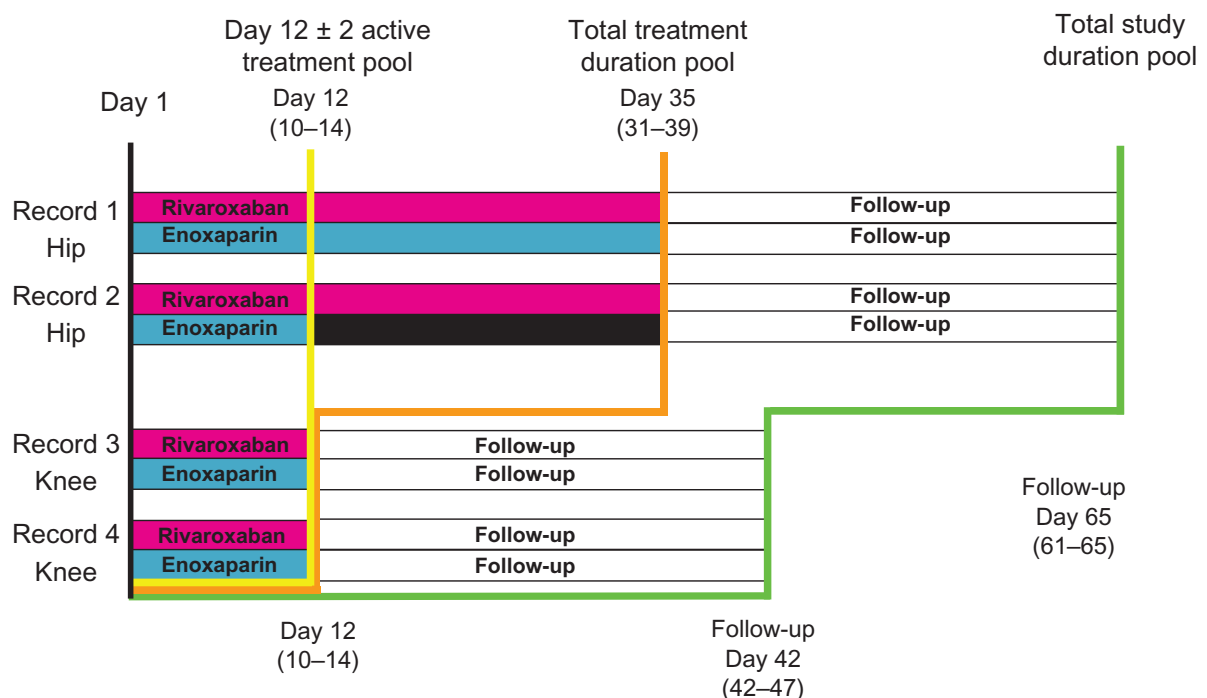 Day 1
Day 12 ± 2 active
treatment pool
Day 12
(10–14)
Total treatment
duration pool
Day 35
(31–39)
Total study
duration pool
Record 1
Hip
Rivaroxaban
Follow-up
Enoxaparin
Follow-up
Record 2
Hip
Rivaroxaban
Follow-up
Enoxaparin
Follow-up
Record 3
Knee
Rivaroxaban
Follow-up
Enoxaparin
Follow-up
Record 4
Knee
Rivaroxaban
Follow-up
Enoxaparin
Follow-up
Follow-up
Day 65
(61–65)
Day 12
(10–14)
Follow-up
Day 42
(42–47)